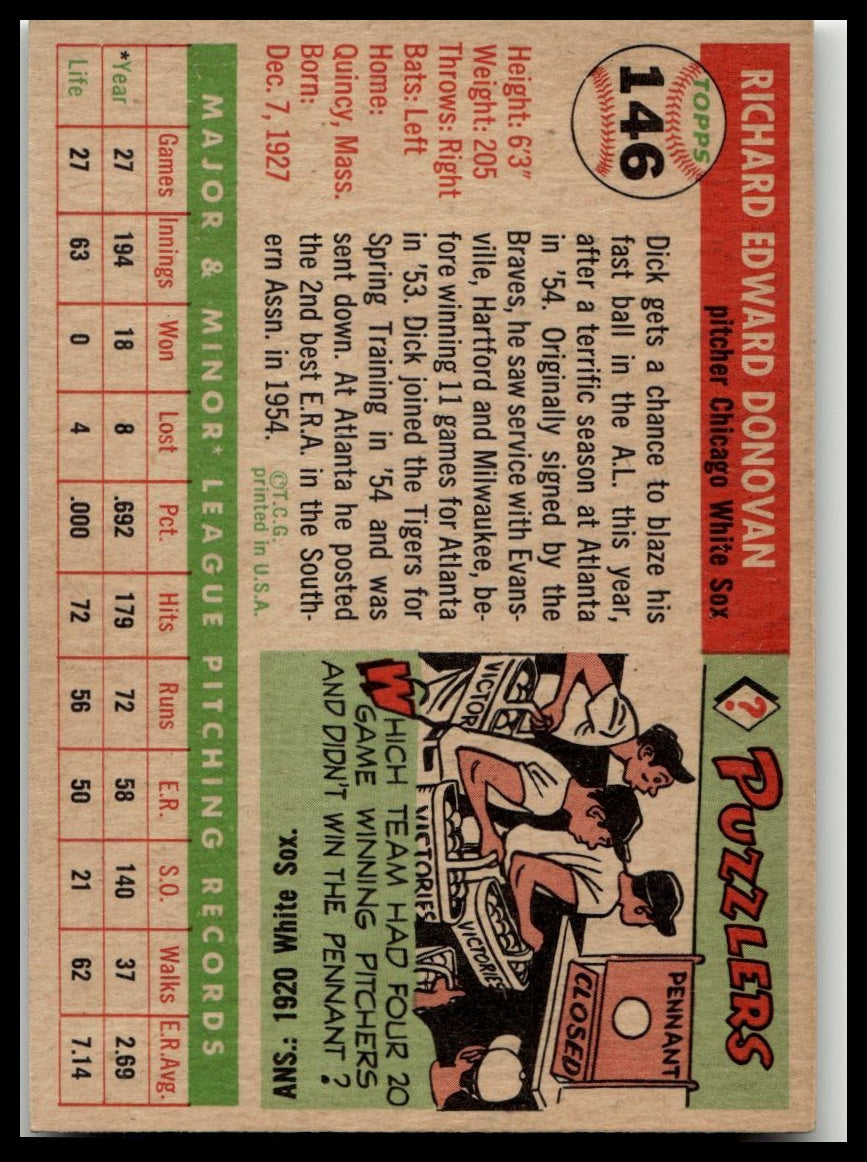 TOPPS
146
RICHARD EDWARD DONOVAN
pitcher Chicago White Sox
Height: 6'3"
Weight: 205
Throws: Right
Bats: Left
Home:
Quincy, Mass.
Born:
Dec. 7, 1927
Dick gets a chance to blaze his
fast ball in the A.L. this year,
after a terrific season at Atlanta
in '54. Originally signed by the
Braves, he saw service with Evans-
ville, Hartford and Milwaukee, be-
fore winning 11 games for Atlanta
in '53. Dick joined the Tigers for
Spring Training in '54 and was
sent down. At Atlanta he posted
the 2nd best E.R.A. in the South-
ern Assn. in 1954.
©T.C.G.
printed in U.S.A.
? PUZZLERS
PENNANT
CLOSED
VICTOR
VICTORIES
VICTORIES
WHICH TEAM HAD FOUR 20
GAME WINNING PITCHERS
AND DIDN'T WIN THE PENNANT?
ANS.: 1920 White Sox.
MAJOR & MINOR* LEAGUE PITCHING RECORDS
Games Innings Won Lost Pct. Hits Runs E.R. S.O. Walks E.R.Avg.
*Year 27 194 18 8 .692 179 72 58 140 37 2.69
Life 27 63 0 4 .000 72 56 50 21 62 7.14